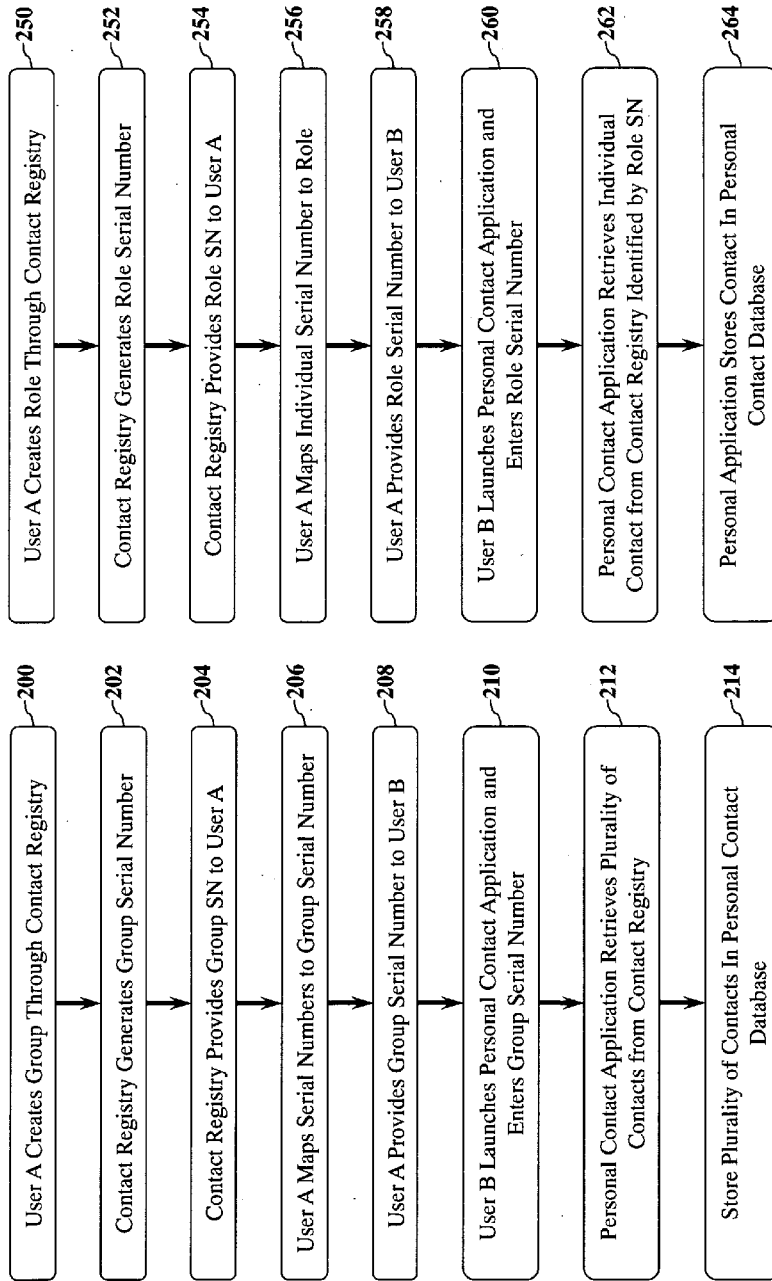 User A Creates Group Through Contact Registry
200
Contact Registry Generates Group Serial Number
202
Contact Registry Provides Group SN to User A
204
User A Maps Serial Numbers to Group Serial Number
206
User A Provides Group Serial Number to User B
208
User B Launches Personal Contact Application and
Enters Group Serial Number
210
Personal Contact Application Retrieves Plurality of
Contacts from Contact Registry
212
Store Plurality of Contacts In Personal Contact
Database
214
User A Creates Role Through Contact Registry
250
Contact Registry Generates Role Serial Number
252
Contact Registry Provides Role SN to User A
254
User A Maps Individual Serial Number to Role
256
User A Provides Role Serial Number to User B
258
User B Launches Personal Contact Application and
Enters Role Serial Number
260
Personal Contact Application Retrieves Individual
Contact from Contact Registry Identified by Role SN
262
Personal Application Stores Contact In Personal
Contact Database
264